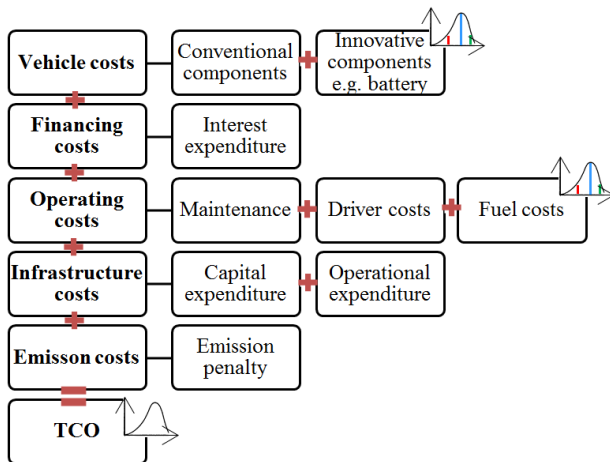 Vehicle costs
Conventional
components
Innovative
components
e.g. battery
Financing
costs
Interest
expenditure
Operating
costs
Maintenance
Driver costs
Fuel costs
Infrastructure
costs
Capital
expenditure
Operational
expenditure
Emisson costs
Emission
penalty
TCO